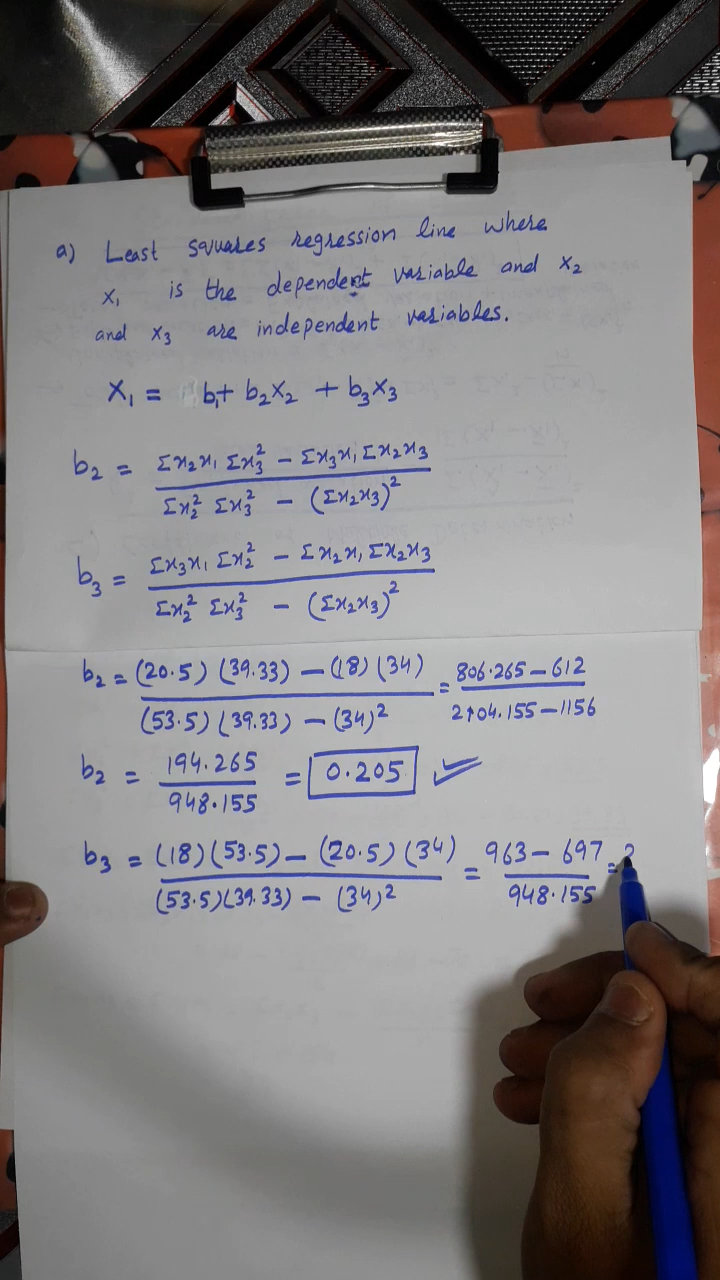 a) Least squares regression line where
x₁ is the dependent variable and x₂
and x₃ are independent variables.
X₁ = b₁+ b₂X₂ + b₃X₃
b₂ = Σx₂x₁ Σx₃² − Σx₃x₁ Σx₂x₃ / Σx₂² Σx₃² − (Σx₂x₃)²
b₃ = Σx₃x₁ Σx₂² − Σx₂x₁ Σx₂x₃ / Σx₂² Σx₃² − (Σx₂x₃)²
b₂ = (20.5) (39.33) − (18) (34) / (53.5) (39.33) − (34)² = 806.265 − 612 / 2104.155 − 1156
b₂ = 194.265 / 948.155 = 0.205 ✓
b₃ = (18) (53.5) − (20.5) (34) / (53.5) (39.33) − (34)² = 963 − 697 / 948.155 = 2